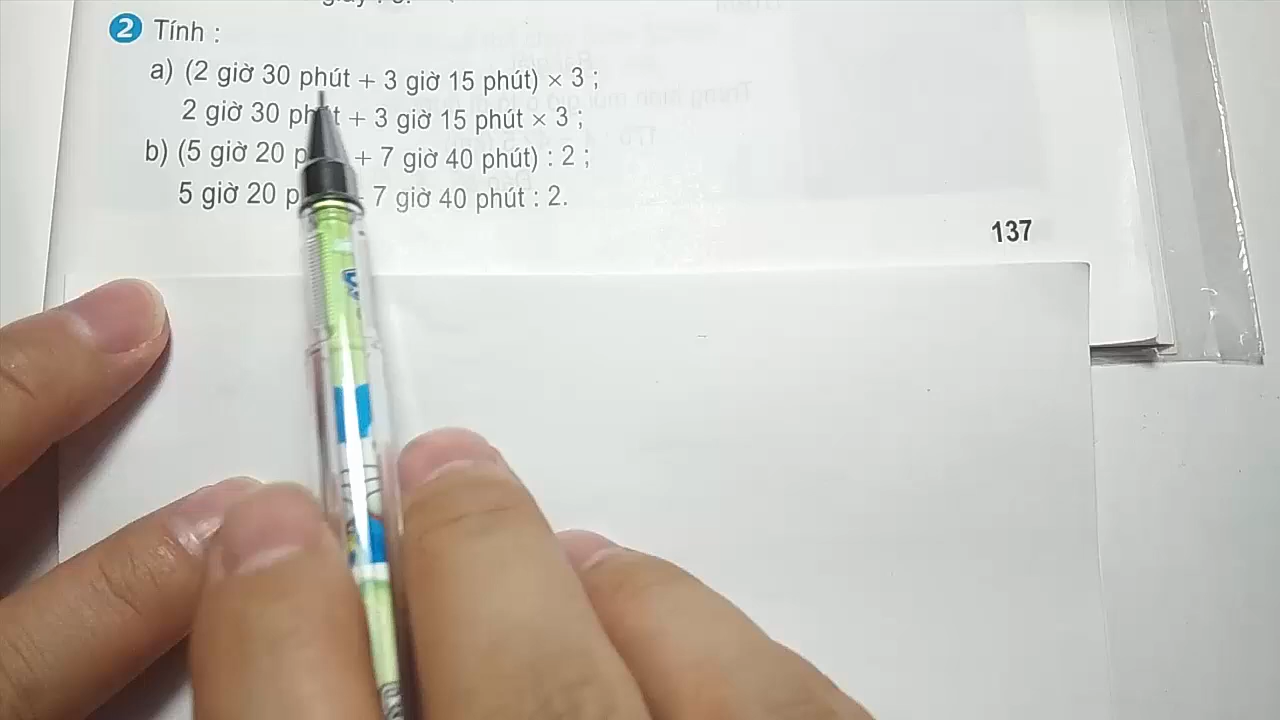 2 Tính :
a) (2 giờ 30 phút + 3 giờ 15 phút) × 3 ;
2 giờ 30 phút + 3 giờ 15 phút × 3 ;
b) (5 giờ 20 + 7 giờ 40 phút) : 2 ;
5 giờ 20 7 giờ 40 phút : 2.
137